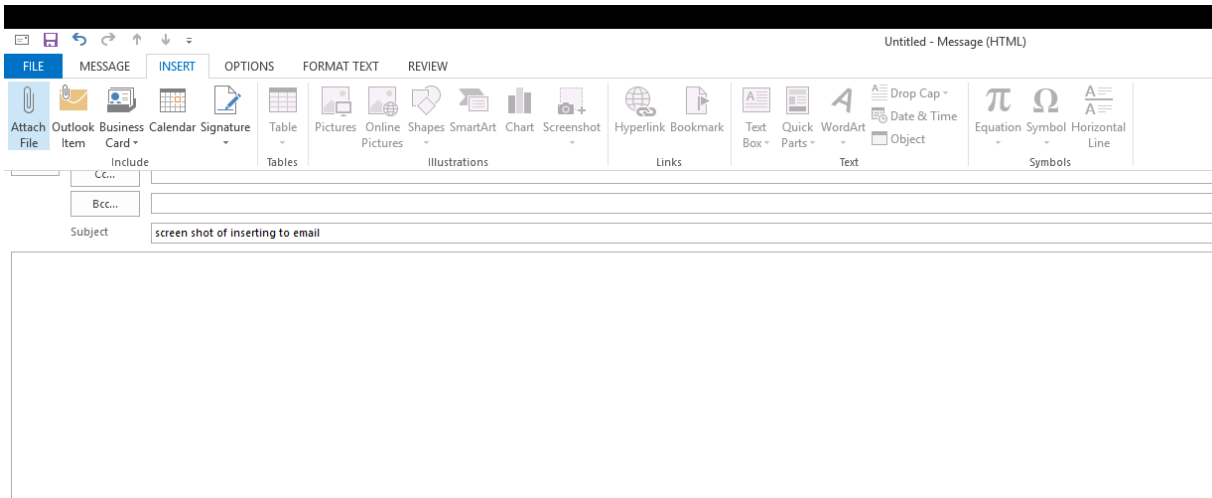 Untitled - Message (HTML)
FILE MESSAGE INSERT OPTIONS FORMAT TEXT REVIEW
Attach File Outlook Item Business Card Calendar Signature Table Pictures Online Pictures Shapes SmartArt Chart Screenshot Hyperlink Bookmark Text Box Quick Parts WordArt Drop Cap Date & Time Object Equation Symbol Horizontal Line
Include Tables Illustrations Links Text Symbols
Cc...
Bcc...
Subject screen shot of inserting to email